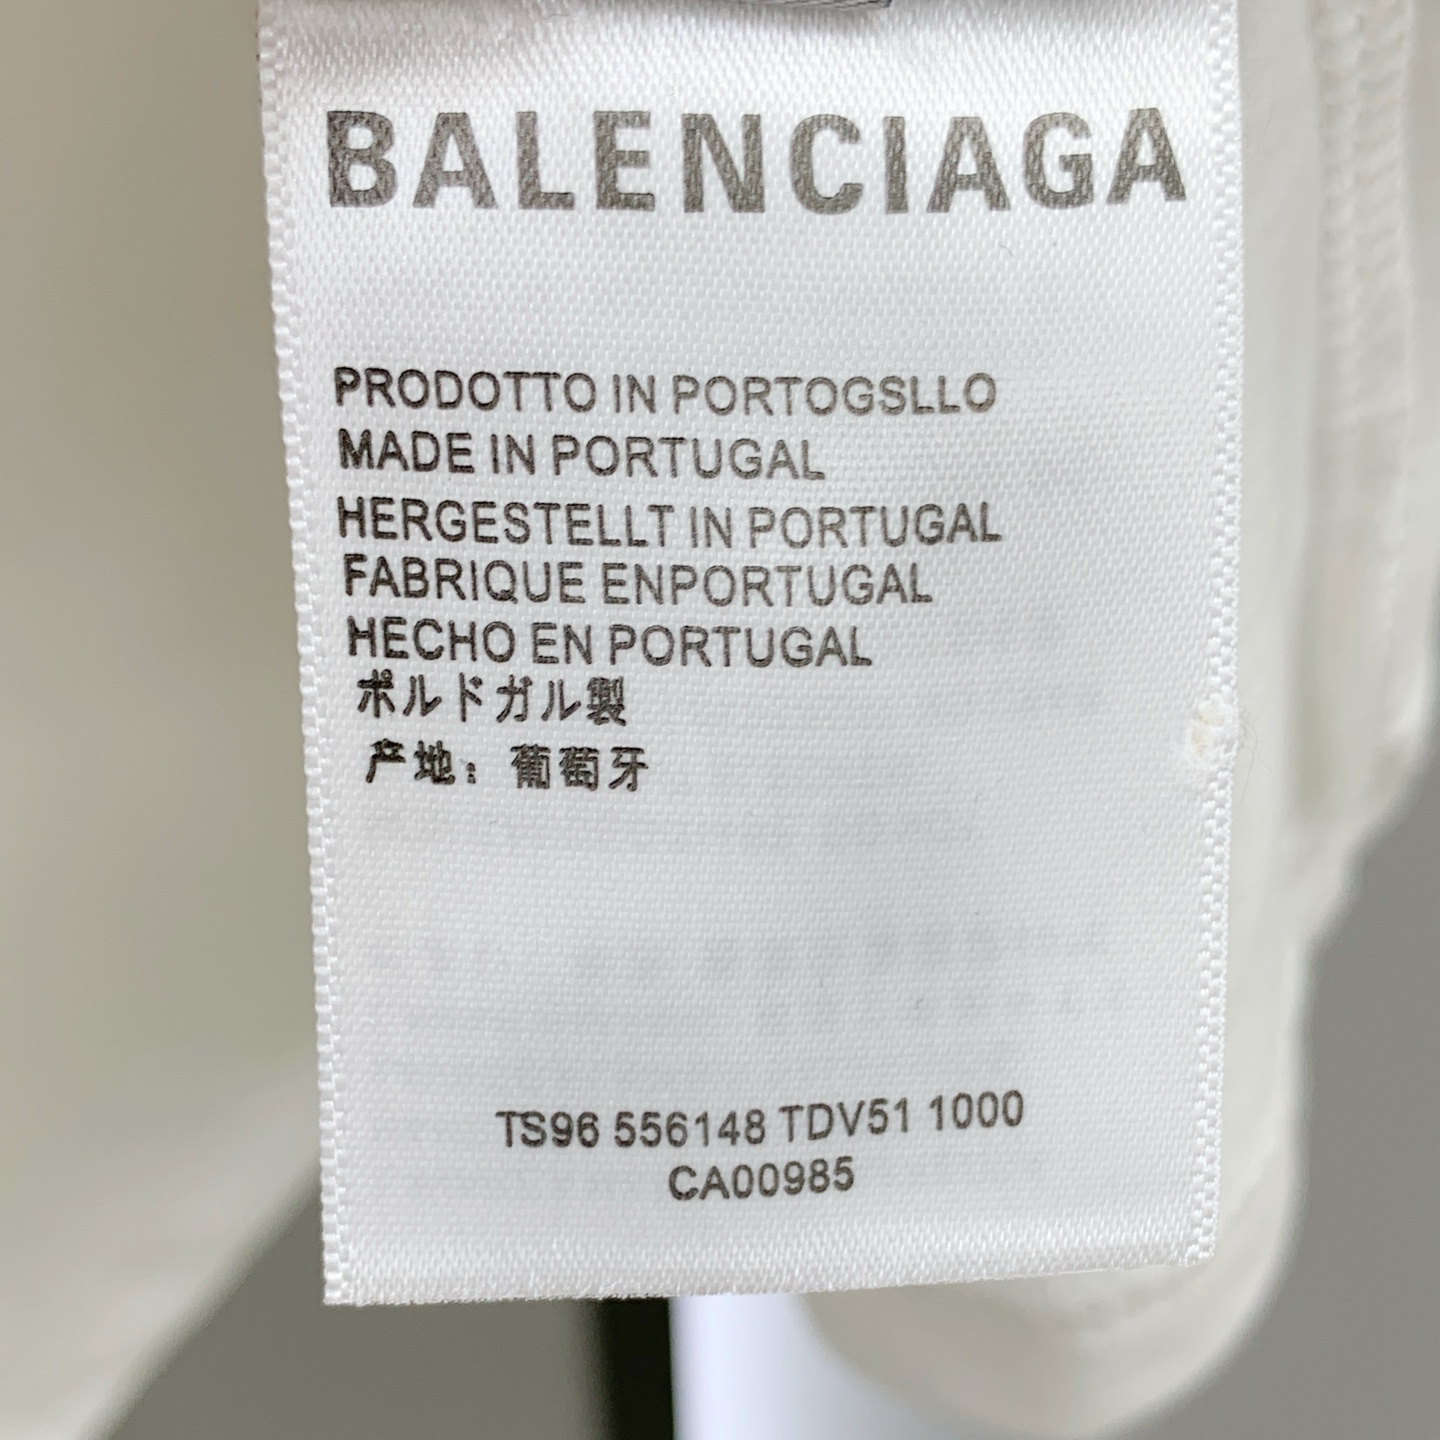 BALENCIAGA
PRODOTTO IN PORTOGSLLO
MADE IN PORTUGAL
HERGESTELLT IN PORTUGAL
FABRIQUE ENPORTUGAL
HECHO EN PORTUGAL
ポルドガル製
产地：葡萄牙
TS96 556148 TDV51 1000
CA00985